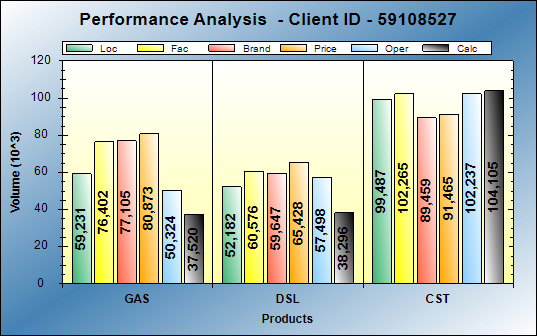 Performance Analysis - Client ID - 59108527
Loc Fac Brand Price Oper Calc
Volume (10^3)
120
100
80
60
40
20
0
59,231 76,402 77,105 80,873 50,324 37,520
52,182 60,576 59,647 65,428 57,498 38,296
99,487 102,265 89,459 91,465 102,237 104,105
GAS DSL CST
Products